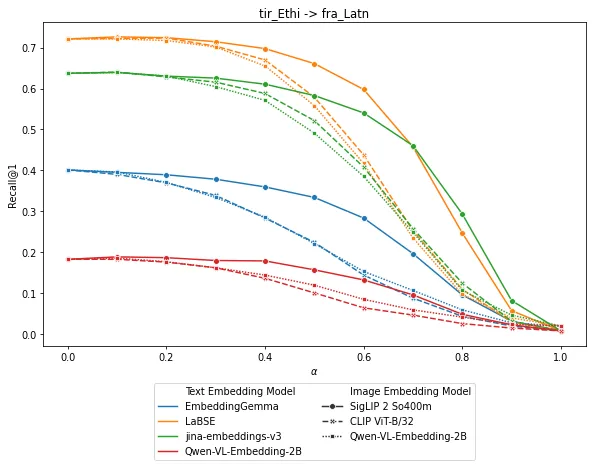 tir_Ethi -> fra_Latn
Recall@1
0.7
0.6
0.5
0.4
0.3
0.2
0.1
0.0
0.0 0.2 0.4 0.6 0.8 1.0
α
Text Embedding Model Image Embedding Model
EmbeddingGemma SigLIP 2 So400m
LaBSE CLIP ViT-B/32
jina-embeddings-v3 Qwen-VL-Embedding-2B
Qwen-VL-Embedding-2B